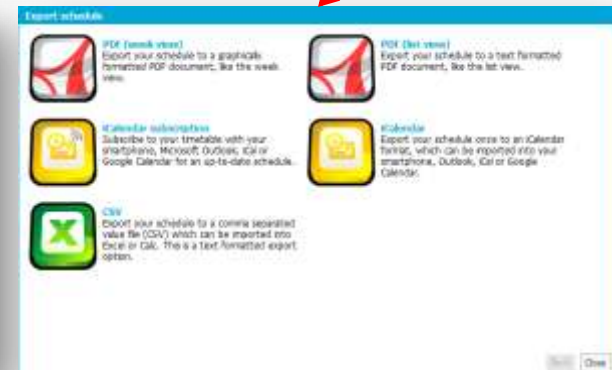 Export schedule
PDF (week view)
Export your schedule to a graphically
formatted PDF document, like the week
view.
PDF (list view)
Export your schedule to a text formatted
PDF document, like the list view.
iCalendar subscription
Subscribe to your timetable with your
smartphone, Microsoft Outlook, iCal or
Google Calendar for an up-to-date schedule.
iCalendar
Export your schedule once to an iCalendar
format, which can be imported into your
smartphone, Outlook, iCal or Google
Calendar.
CSV
Export your schedule to a comma separated
value file (CSV) which can be imported into
Excel or Calc. This is a text formatted export
option.
Close